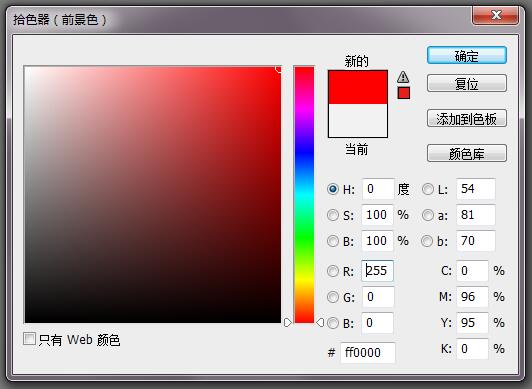 拾色器（前景色）
新的
当前
确定
复位
添加到色板
颜色库
H: 0 度
S: 100 %
B: 100 %
R: 255
G: 0
B: 0
# ff0000
L: 54
a: 81
b: 70
C: 0 %
M: 96 %
Y: 95 %
K: 0 %
只有 Web 颜色